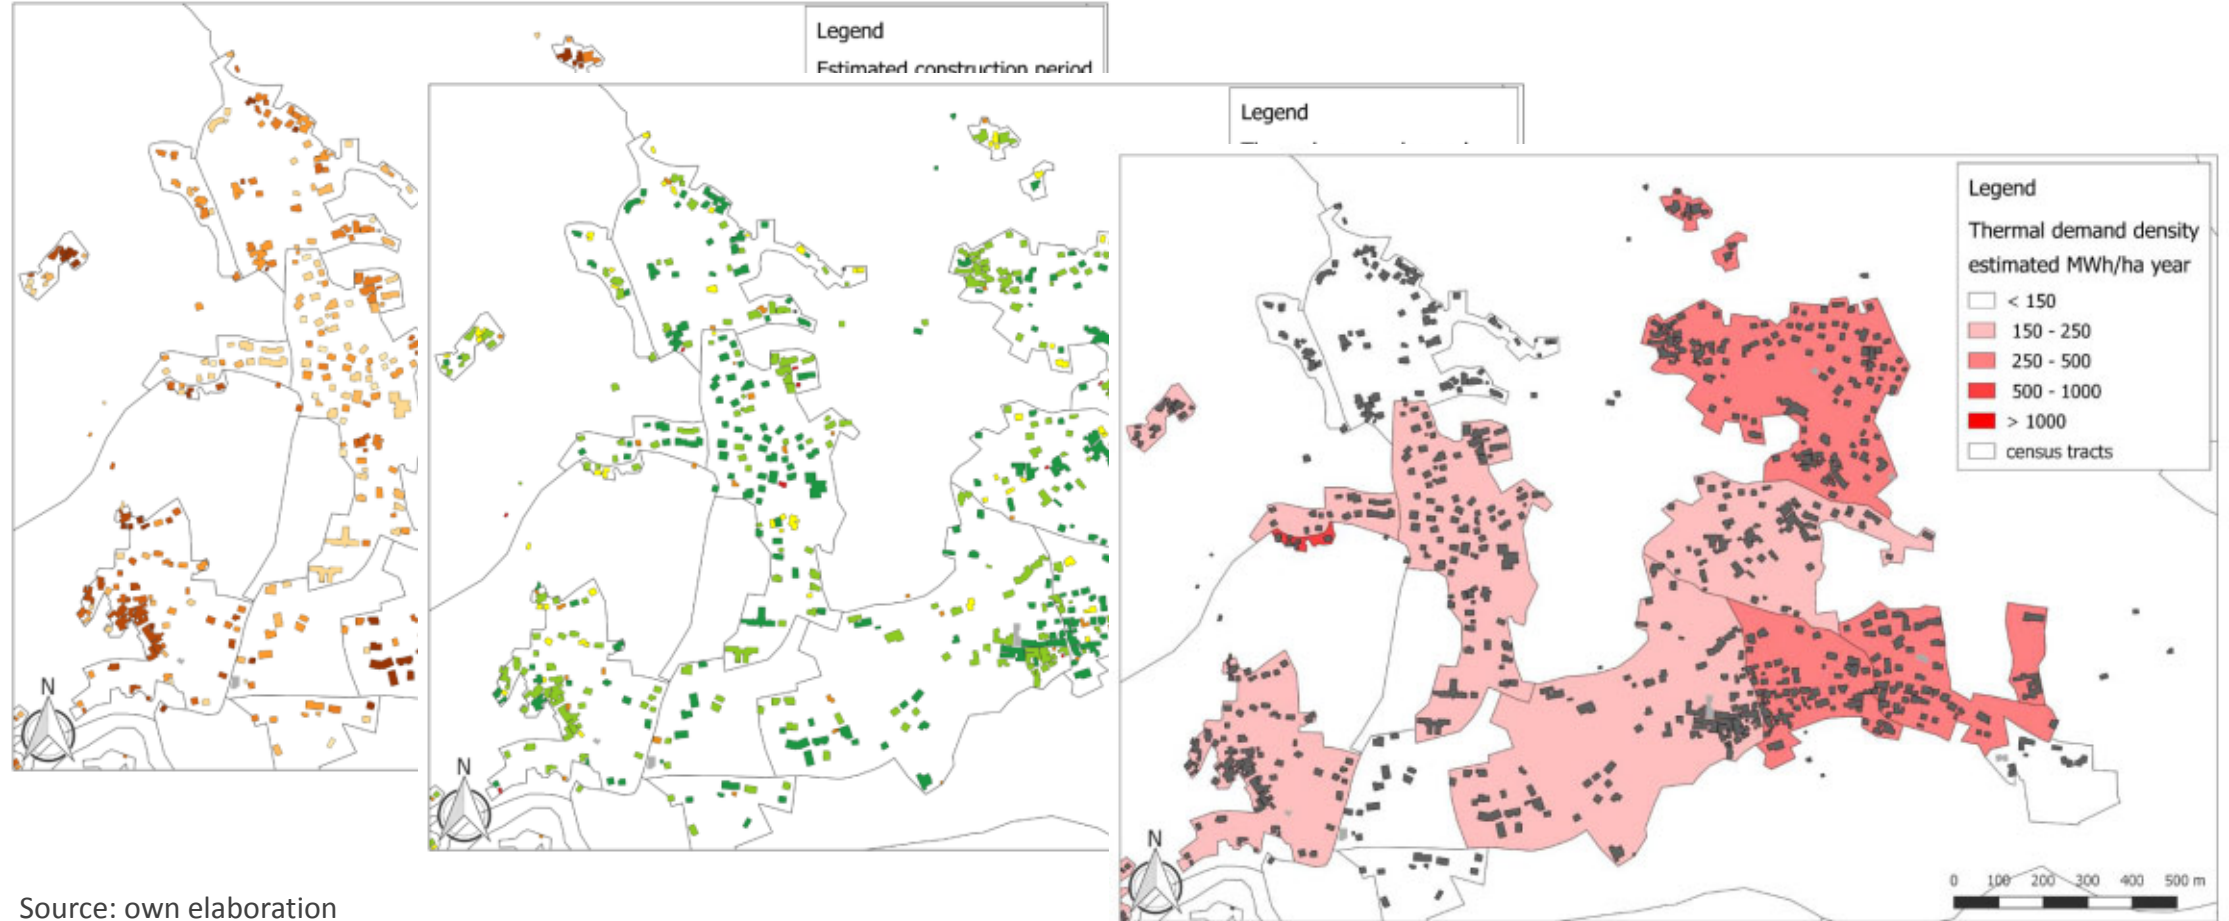 Legend
Estimated construction period
N
Legend
N
Legend
Thermal demand density
estimated MWh/ha year
< 150
150 - 250
250 - 500
500 - 1000
> 1000
census tracts
N
0 100 200 300 400 500 m
Source: own elaboration